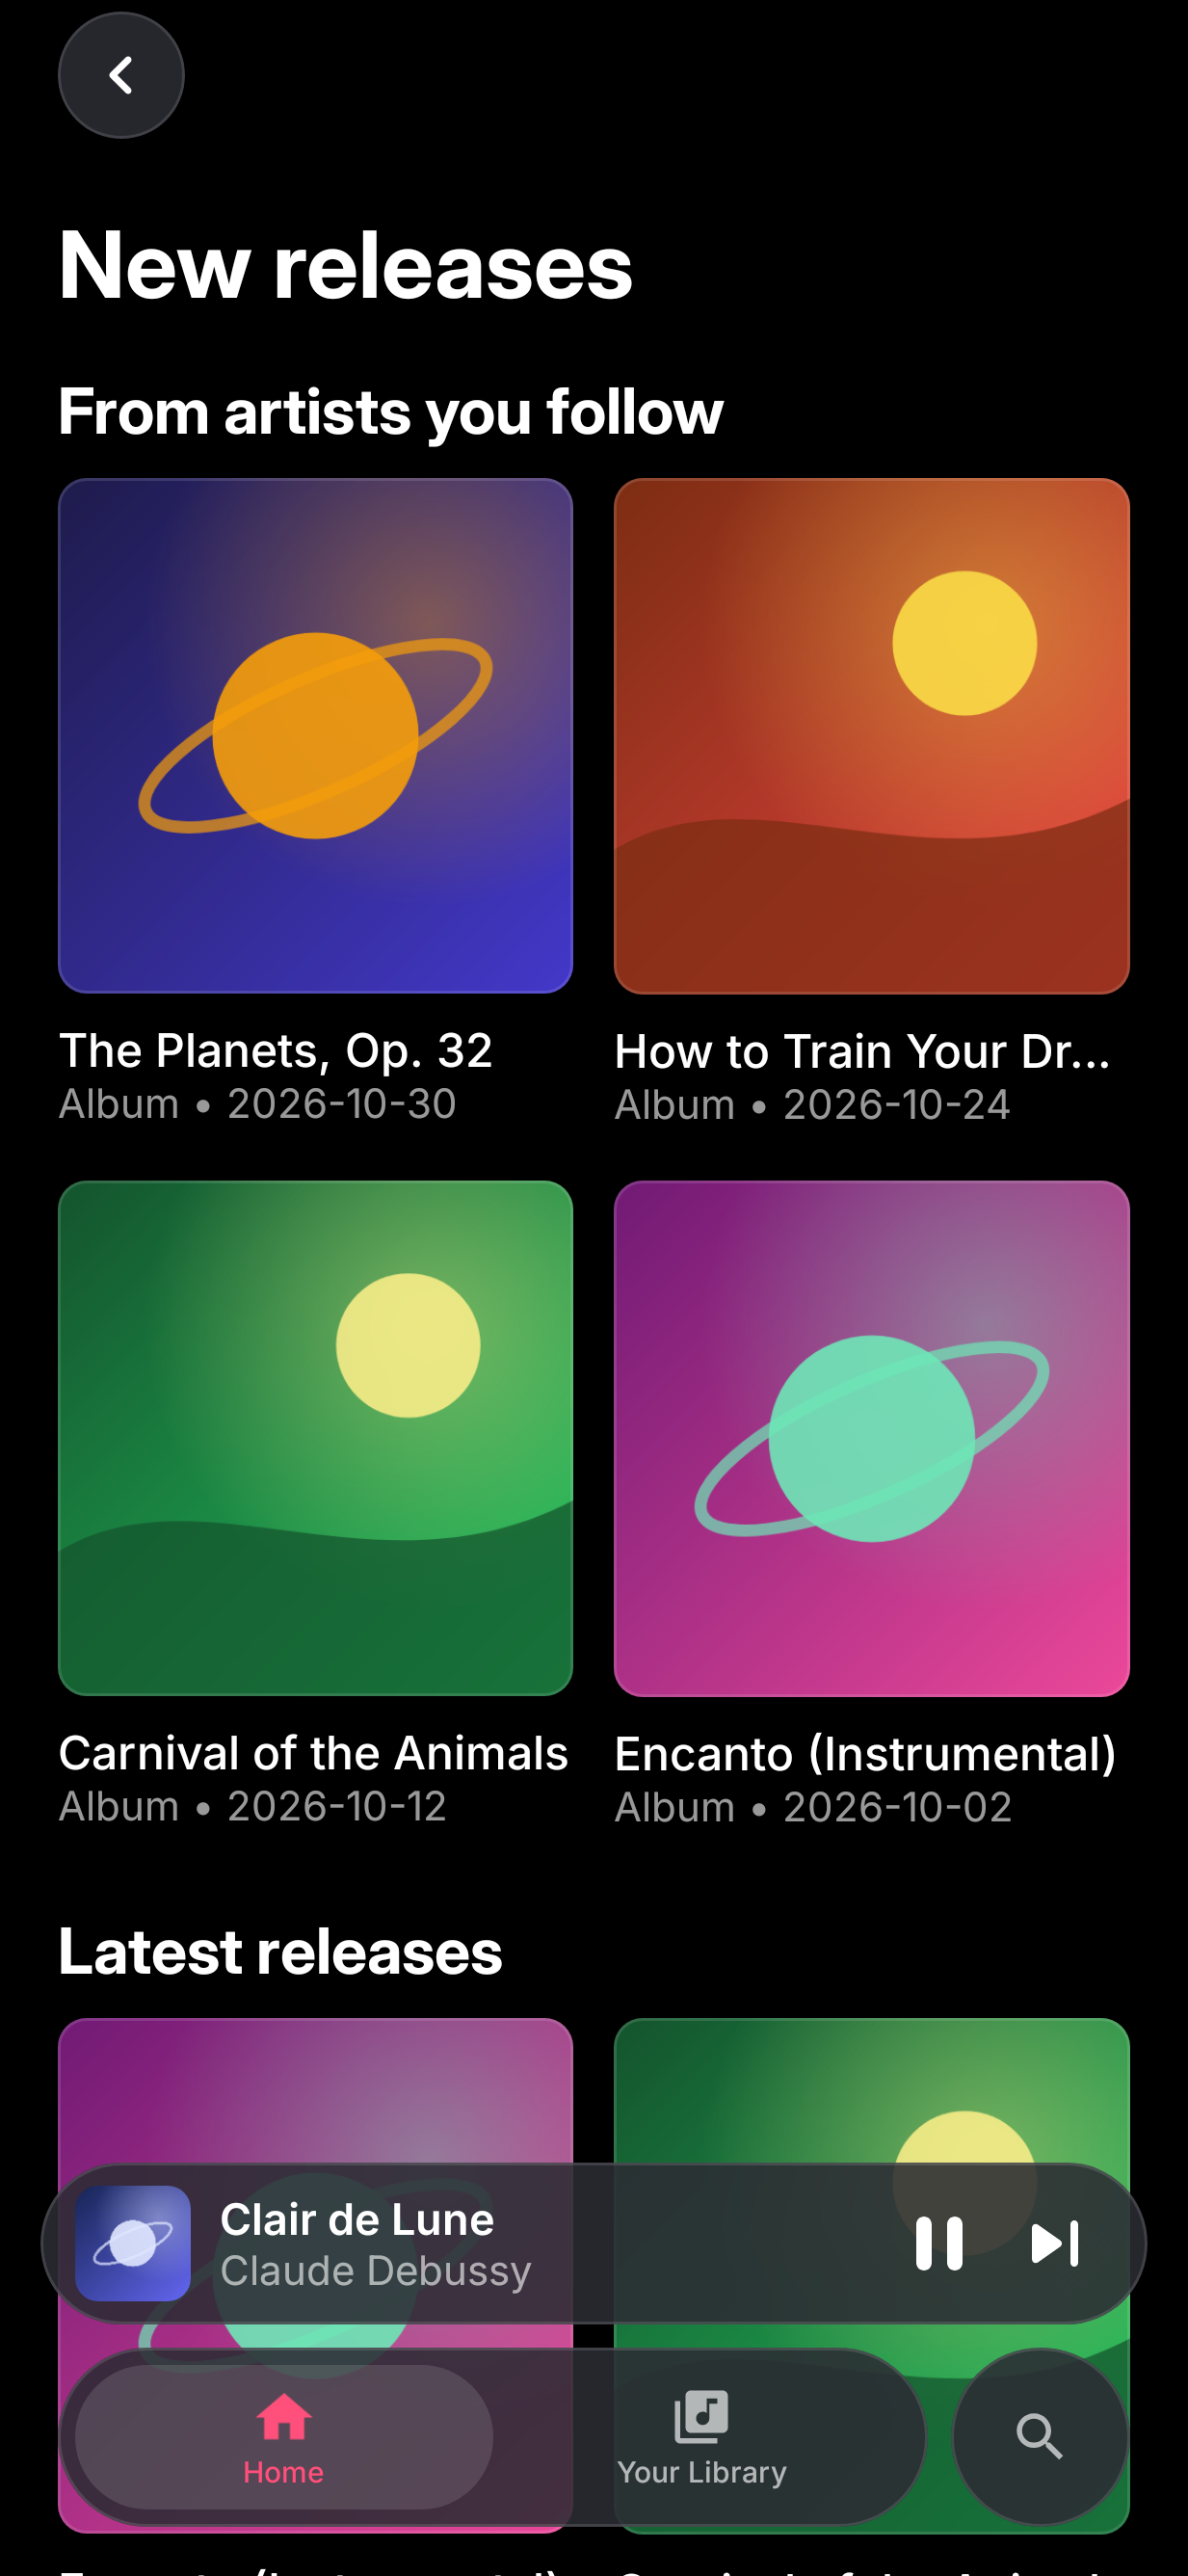 New releases
From artists you follow
The Planets, Op. 32
Album • 2026-10-30
How to Train Your Dr...
Album • 2026-10-24
Carnival of the Animals
Album • 2026-10-12
Encanto (Instrumental)
Album • 2026-10-02
Latest releases
Clair de Lune
Claude Debussy
Home
Your Library